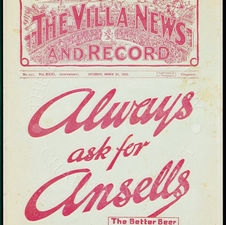 THE VILLA NEWS
AND RECORD
Always
ask for
Ansells
The Better Beer